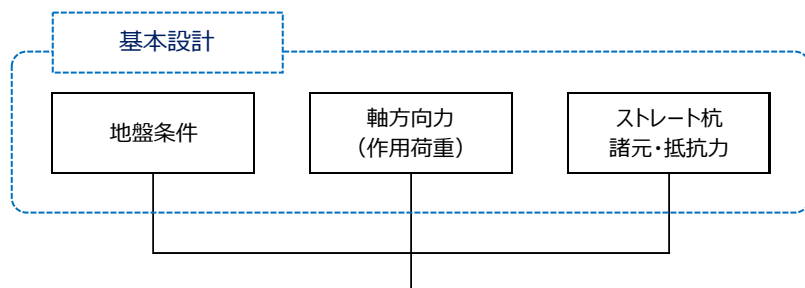 基本設計
地盤条件
軸方向力
（作用荷重）
ストレート杭
諸元・抵抗力